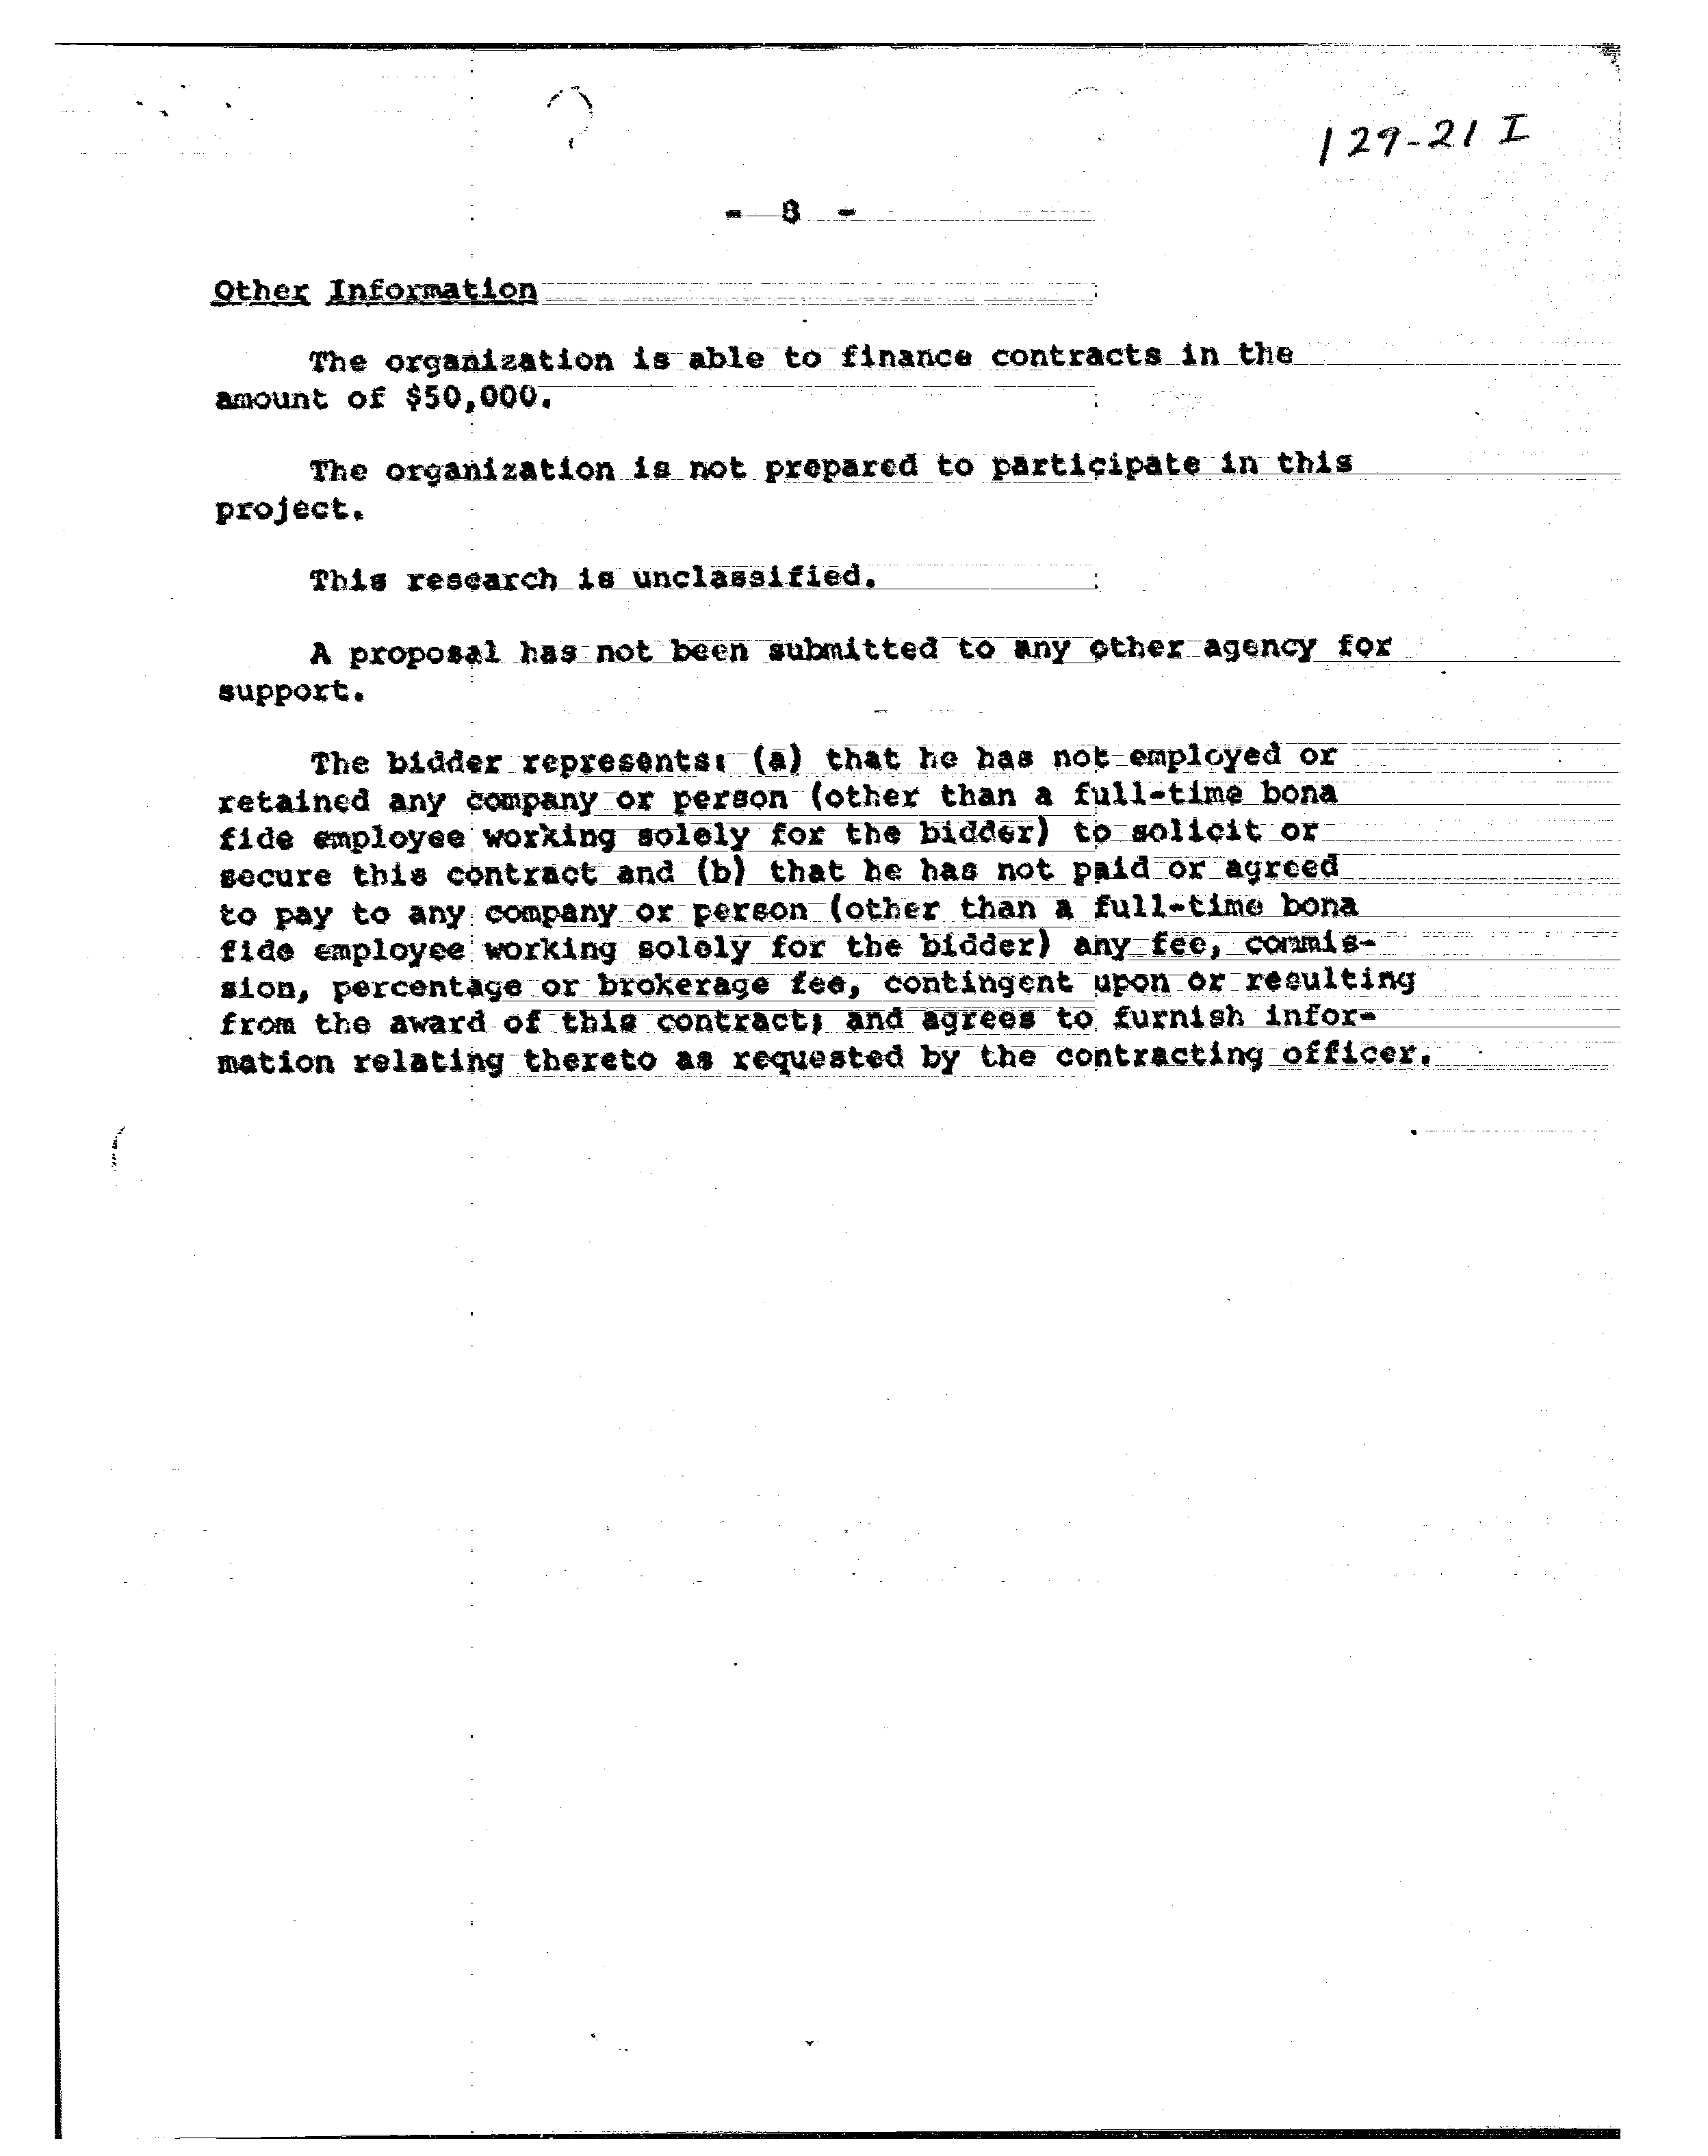 129-21 I
- 8 -
Other Information
The organization is able to finance contracts in the
amount of $50,000.
The organization is not prepared to participate in this
project.
This research is unclassified.
A proposal has not been submitted to any other agency for
support.
The bidder represents: (a) that he has not employed or
retained any company or person (other than a full-time bona
fide employee working solely for the bidder) to solicit or
secure this contract and (b) that he has not paid or agreed
to pay to any company or person (other than a full-time bona
fide employee working solely for the bidder) any fee, commis-
sion, percentage or brokerage fee, contingent upon or resulting
from the award of this contract; and agrees to furnish infor-
mation relating thereto as requested by the contracting officer.